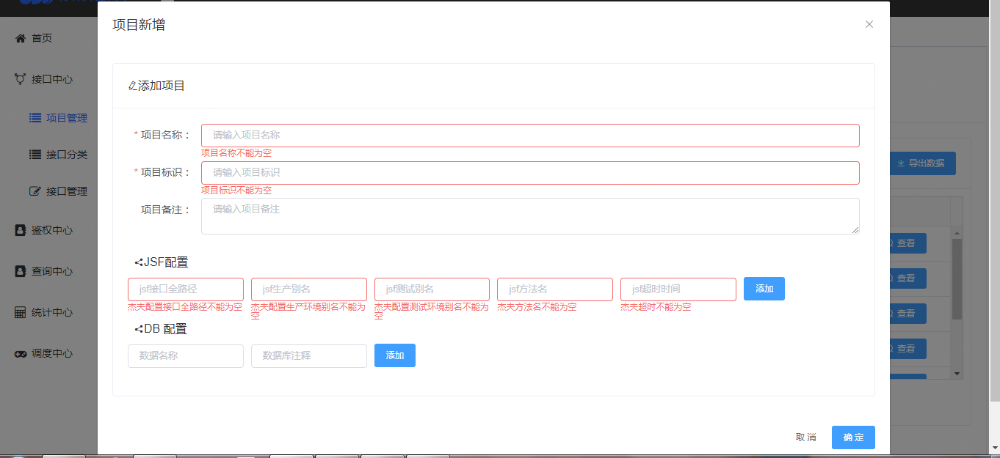 项目新增
首页
接口中心
项目管理
接口分类
接口管理
鉴权中心
查询中心
统计中心
调度中心
添加项目
* 项目名称：
请输入项目名称
项目名称不能为空
* 项目标识：
请输入项目标识
项目标识不能为空
项目备注：
请输入项目备注
JSF配置
jsf接口全路径 jsf生产别名 jsf测试别名 jsf方法名 jsf超时时间 添加
杰夫配置接口全路径不能为空
杰夫配置生产环境别名不能为
空
杰夫配置测试环境别名不能为
空
杰夫方法名不能为空
杰夫超时不能为空
DB 配置
数据名称 数据库注释 添加
取 消 确 定
导出数据
查看
查看
查看
查看